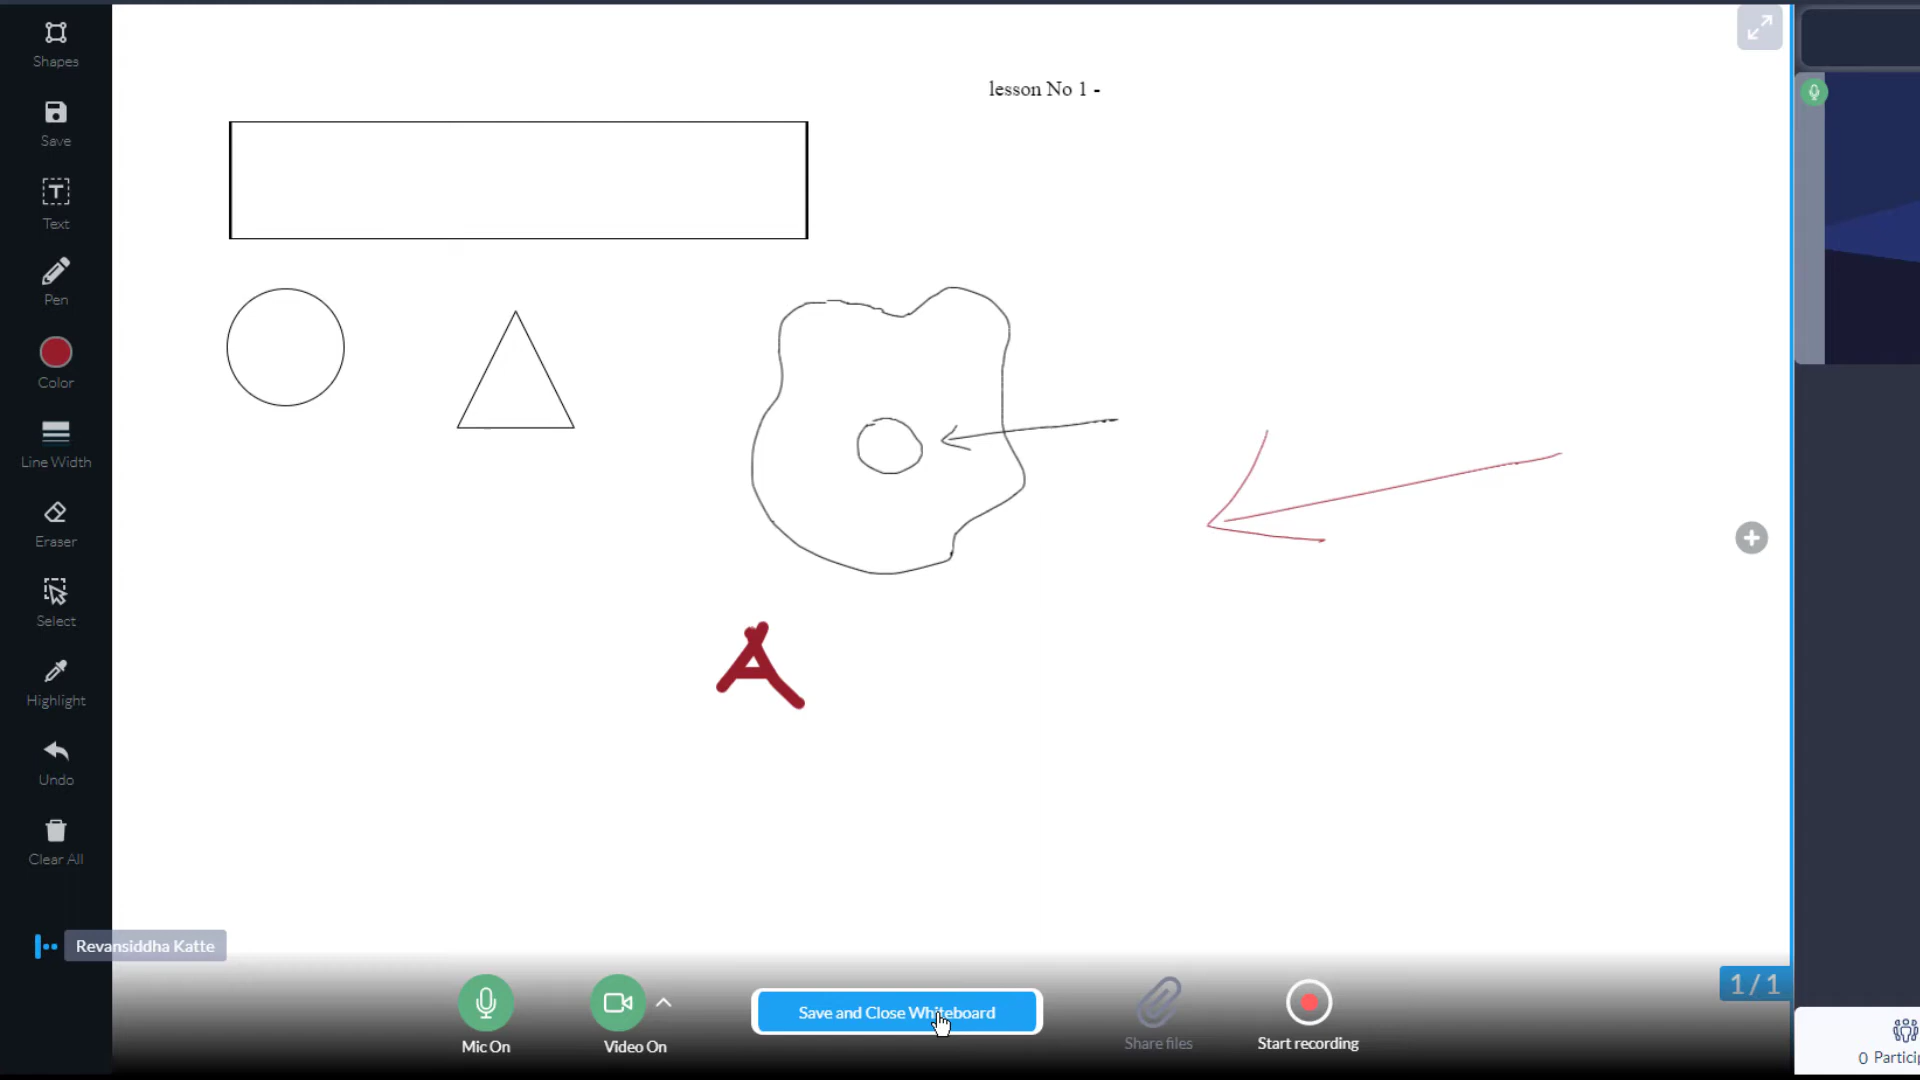 Shapes
Save
Text
Pen
Color
Line Width
Eraser
Select
Highlight
Undo
Clear All
lesson No 1 -
A
Revansiddha Katte
Mic On
Video On
Save and Close Whiteboard
Share files
Start recording
1 / 1
0 Particip